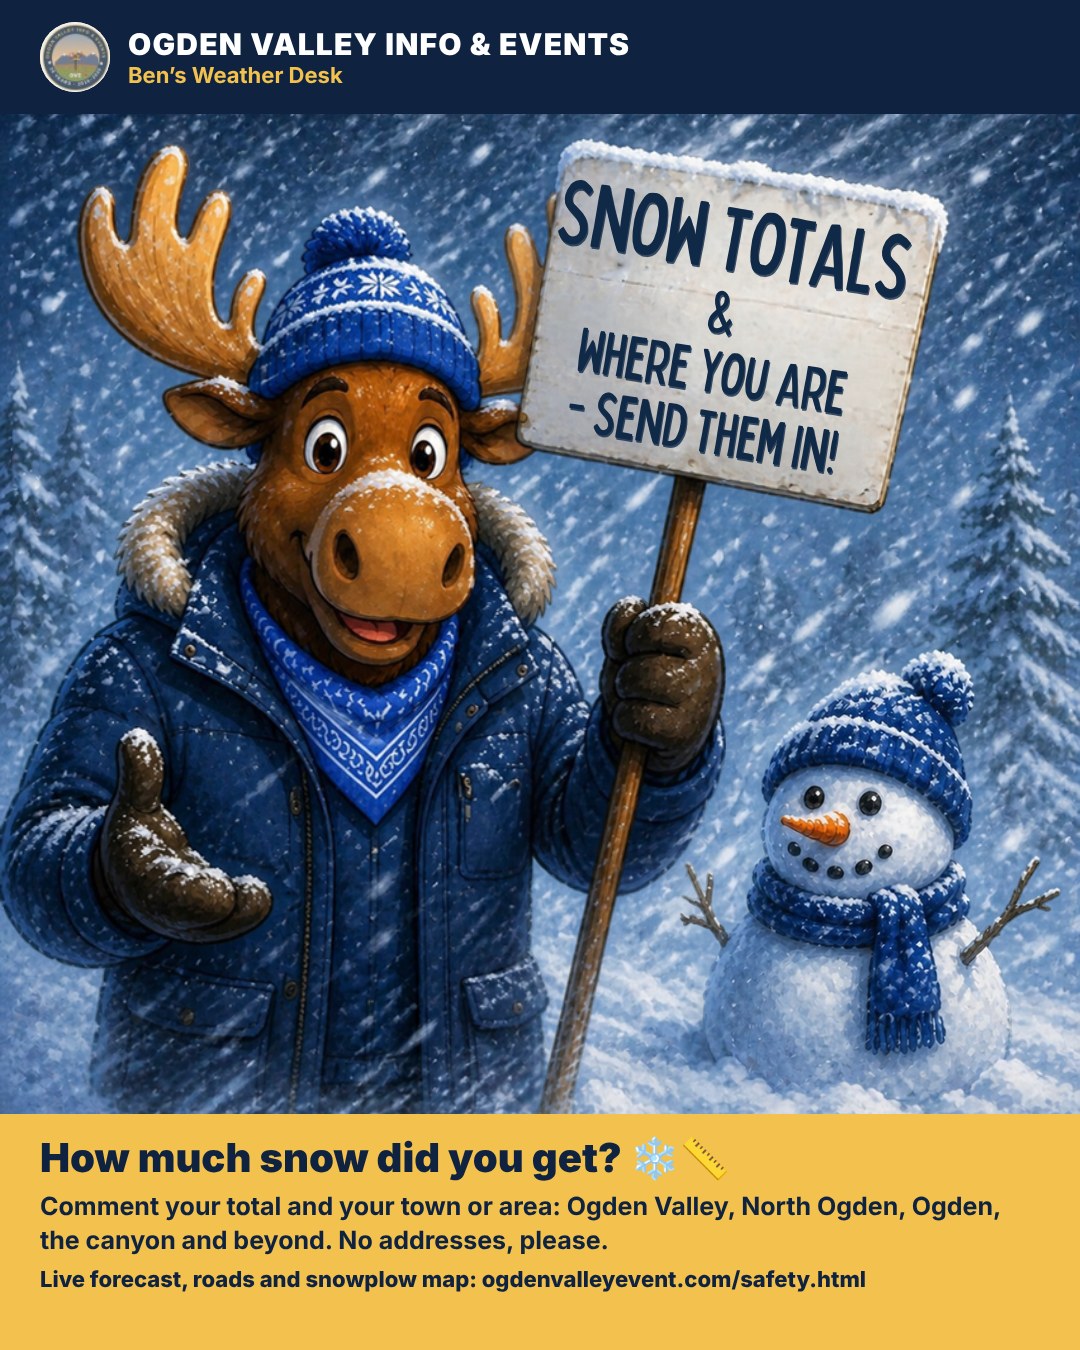 OGDEN VALLEY INFO & EVENTS
Ben's Weather Desk
SNOW TOTALS
&
WHERE YOU ARE
- SEND THEM IN!
How much snow did you get? ❄️📏
Comment your total and your town or area: Ogden Valley, North Ogden, Ogden,
the canyon and beyond. No addresses, please.
Live forecast, roads and snowplow map: ogdenvalleyevent.com/safety.html